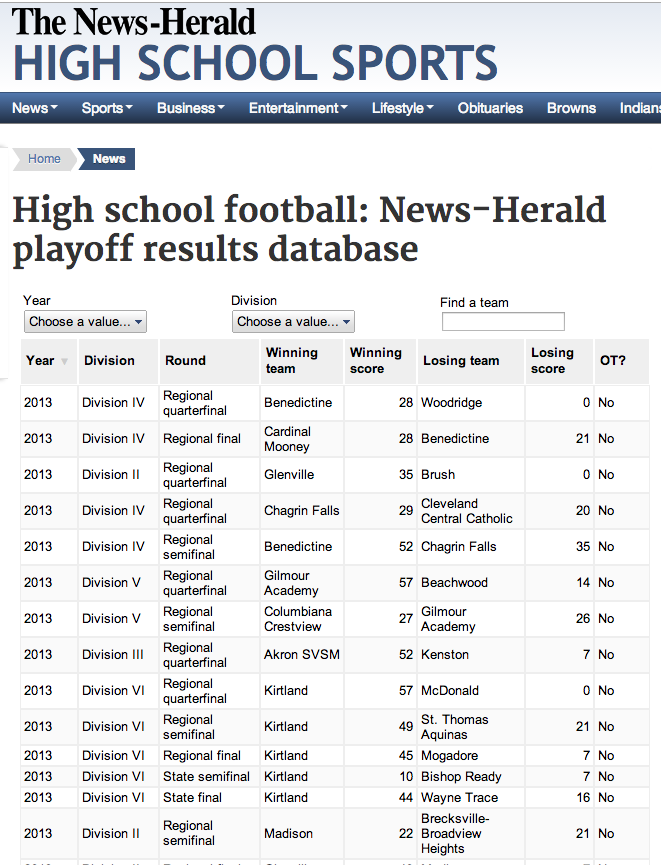 The News-Herald
HIGH SCHOOL SPORTS
News Sports Business Entertainment Lifestyle Obituaries Browns Indians
Home News
High school football: News-Herald
playoff results database
Year Division Find a team
Choose a value... Choose a value...
Year Division Round Winning team Winning score Losing team Losing score OT?
2013 Division IV Regional quarterfinal Benedictine 28 Woodridge 0 No
2013 Division IV Regional final Cardinal Mooney 28 Benedictine 21 No
2013 Division II Regional quarterfinal Glenville 35 Brush 0 No
2013 Division IV Regional quarterfinal Chagrin Falls 29 Cleveland Central Catholic 20 No
2013 Division IV Regional semifinal Benedictine 52 Chagrin Falls 35 No
2013 Division V Regional quarterfinal Gilmour Academy 57 Beachwood 14 No
2013 Division V Regional semifinal Columbiana Crestview 27 Gilmour Academy 26 No
2013 Division III Regional quarterfinal Akron SVSM 52 Kenston 7 No
2013 Division VI Regional quarterfinal Kirtland 57 McDonald 0 No
2013 Division VI Regional semifinal Kirtland 49 St. Thomas Aquinas 21 No
2013 Division VI Regional final Kirtland 45 Mogadore 7 No
2013 Division VI State semifinal Kirtland 10 Bishop Ready 7 No
2013 Division VI State final Kirtland 44 Wayne Trace 16 No
2013 Division II Regional semifinal Madison 22 Brecksville-Broadview Heights 21 No